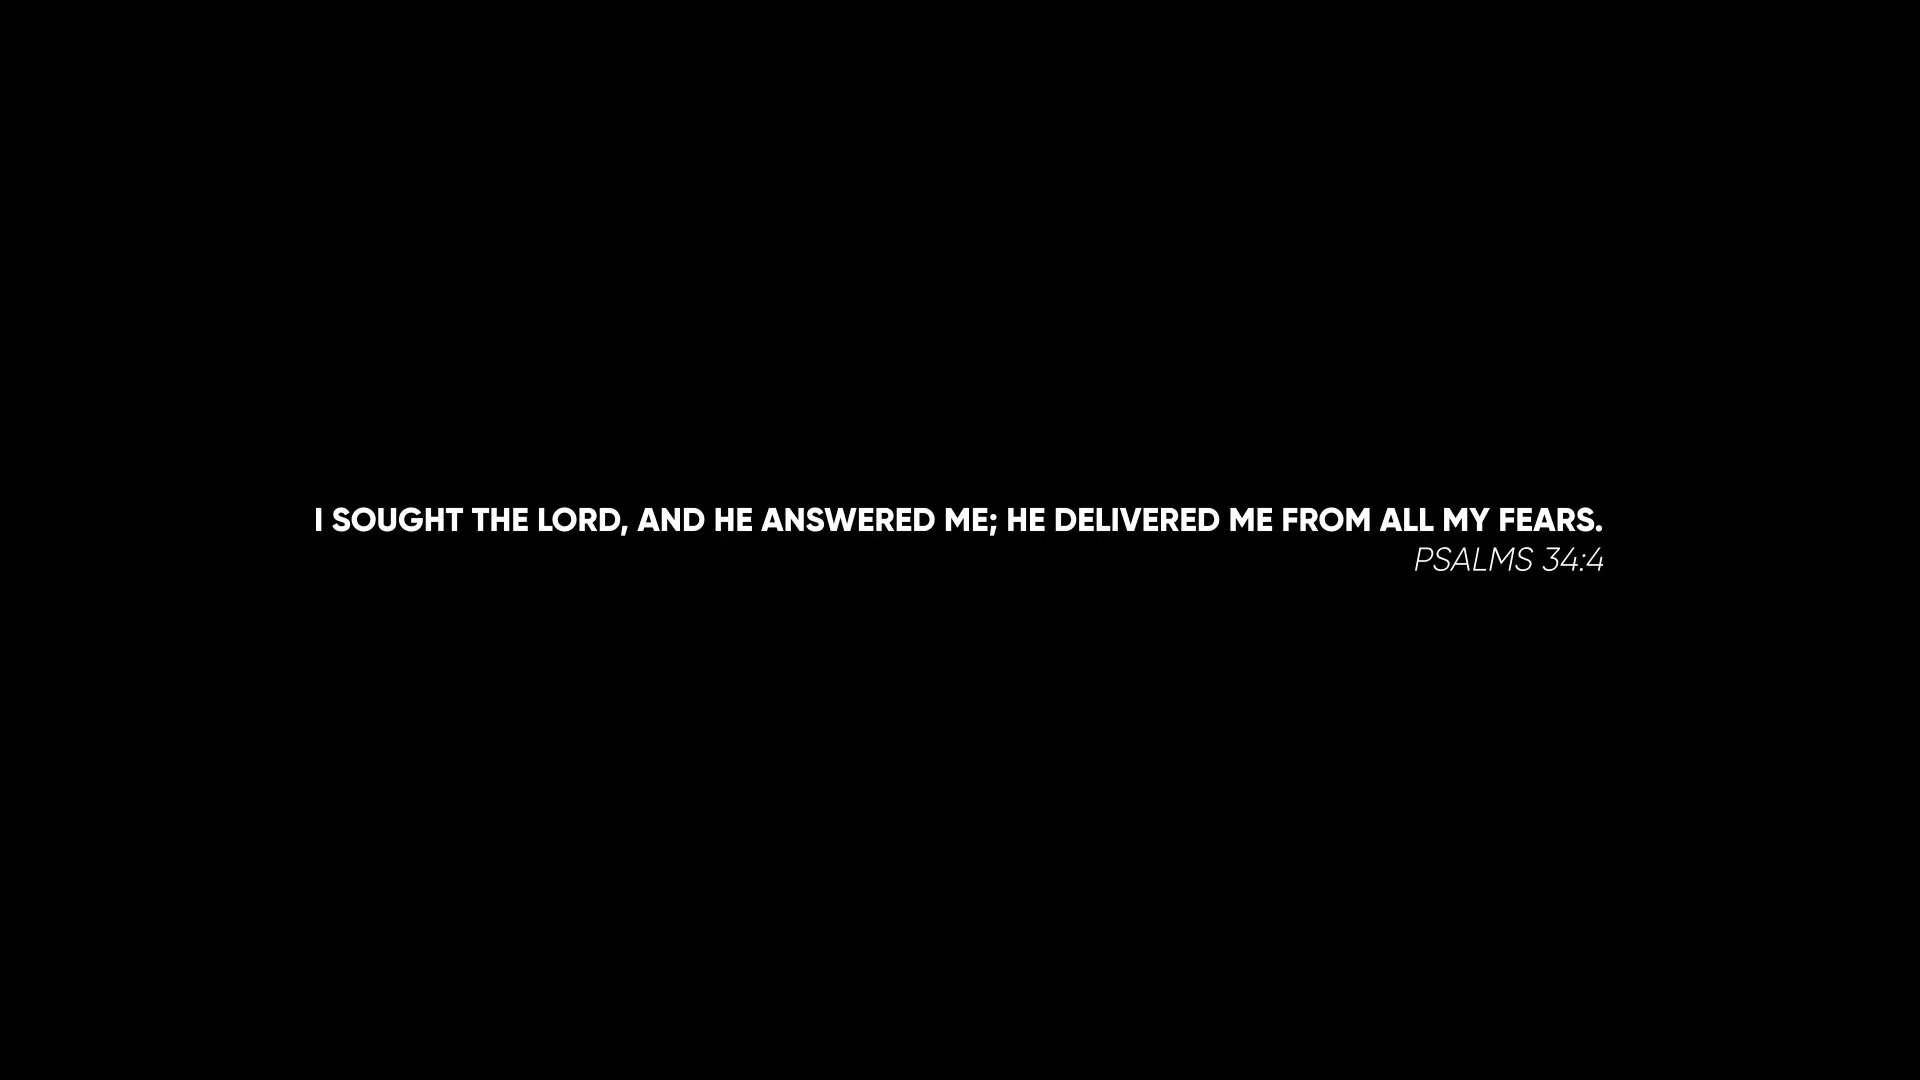 I SOUGHT THE LORD, AND HE ANSWERED ME; HE DELIVERED ME FROM ALL MY FEARS.
PSALMS 34:4